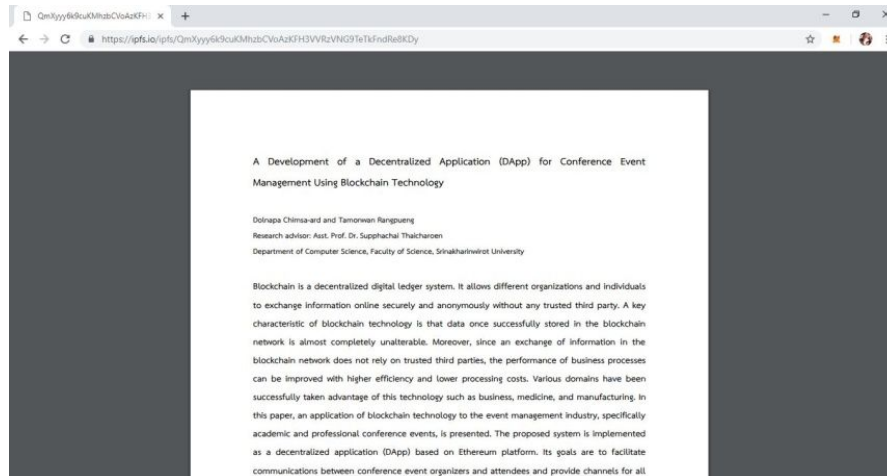 https://ipfs.io/ipfs/QmXyyy6k9cuKMhzbCVoAzKFH3VVRzVNG9TeTkFndRe8KDy
A Development of a Decentralized Application (DApp) for Conference Event
Management Using Blockchain Technology
Dolnapa Chimsa-ard and Tamonwan Rangpueng
Research advisor: Asst. Prof. Dr. Supphachai Thaicharoen
Department of Computer Science, Faculty of Science, Srinakharinwirot University
Blockchain is a decentralized digital ledger system. It allows different organizations and individuals
to exchange information online securely and anonymously without any trusted third party. A key
characteristic of blockchain technology is that data once successfully stored in the blockchain
network is almost completely unalterable. Moreover, since an exchange of information in the
blockchain network does not rely on trusted third parties, the performance of business processes
can be improved with higher efficiency and lower processing costs. Various domains have been
successfully taken advantage of this technology such as business, medicine, and manufacturing. In
this paper, an application of blockchain technology to the event management industry, specifically
academic and professional conference events, is presented. The proposed system is implemented
as a decentralized application (DApp) based on Ethereum platform. Its goals are to facilitate
communications between conference event organizers and attendees and provide channels for all